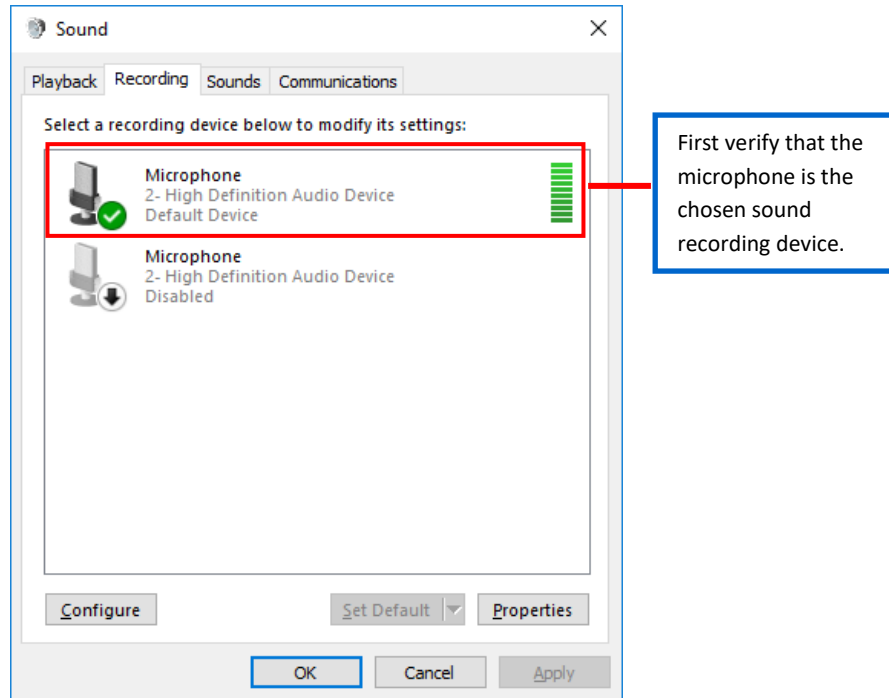 Sound
Playback Recording Sounds Communications
Select a recording device below to modify its settings:
Microphone
2- High Definition Audio Device
Default Device
Microphone
2- High Definition Audio Device
Disabled
Configure Set Default Properties
OK Cancel Apply
First verify that the
microphone is the
chosen sound
recording device.